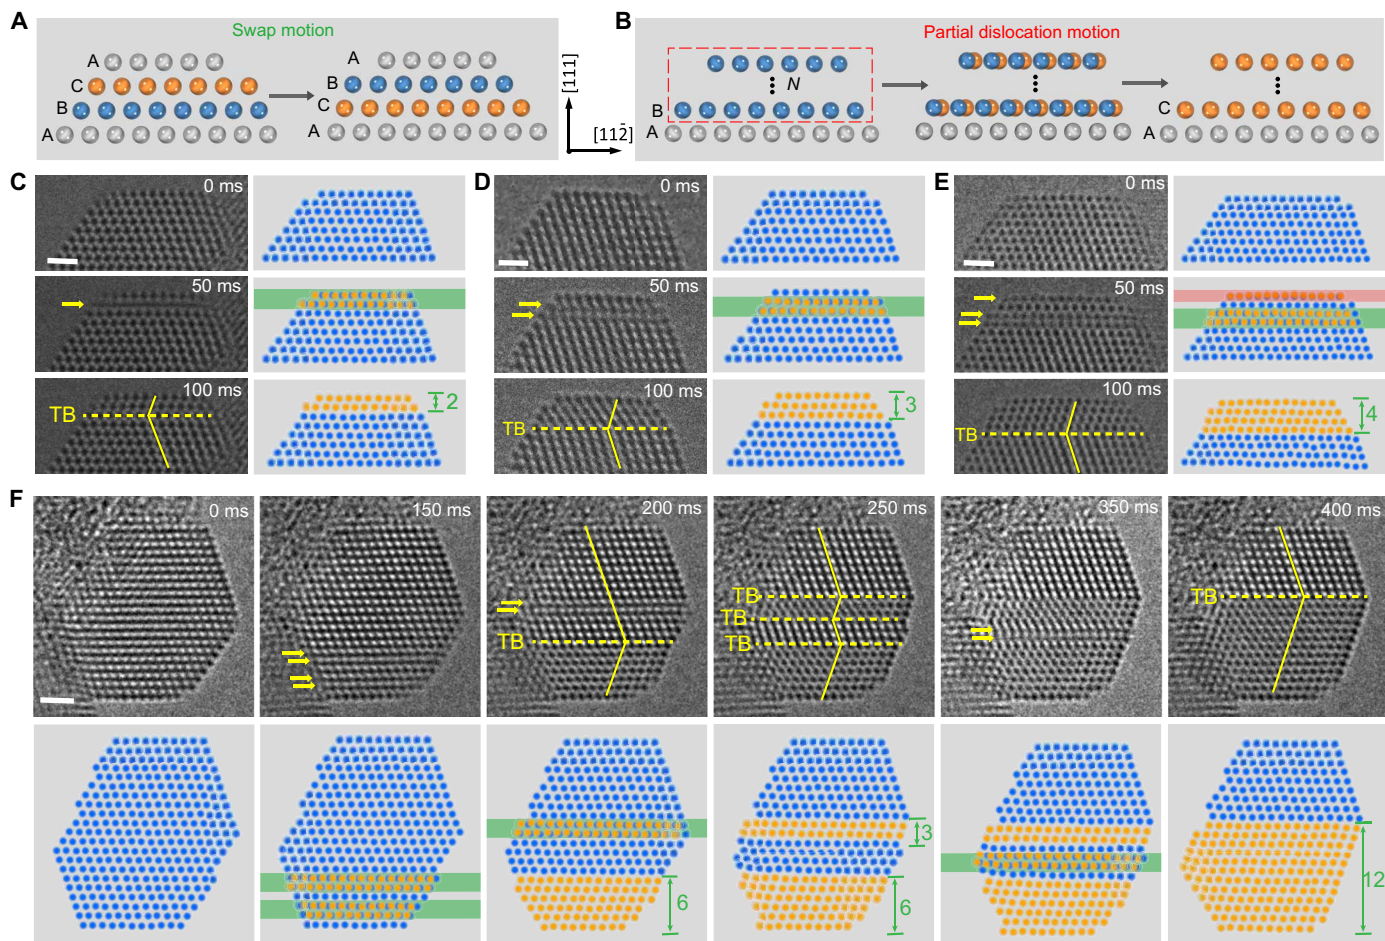 A
Swap motion
A
C
B
A
A
B
C
A
[111]
[112̄]
B
Partial dislocation motion
N
B
A
C
A
C
0 ms
50 ms
100 ms
TB
2
D
0 ms
50 ms
100 ms
TB
3
E
0 ms
50 ms
100 ms
TB
4
F
0 ms
150 ms
200 ms
TB
250 ms
TB
TB
TB
350 ms
400 ms
TB
6
3
6
12